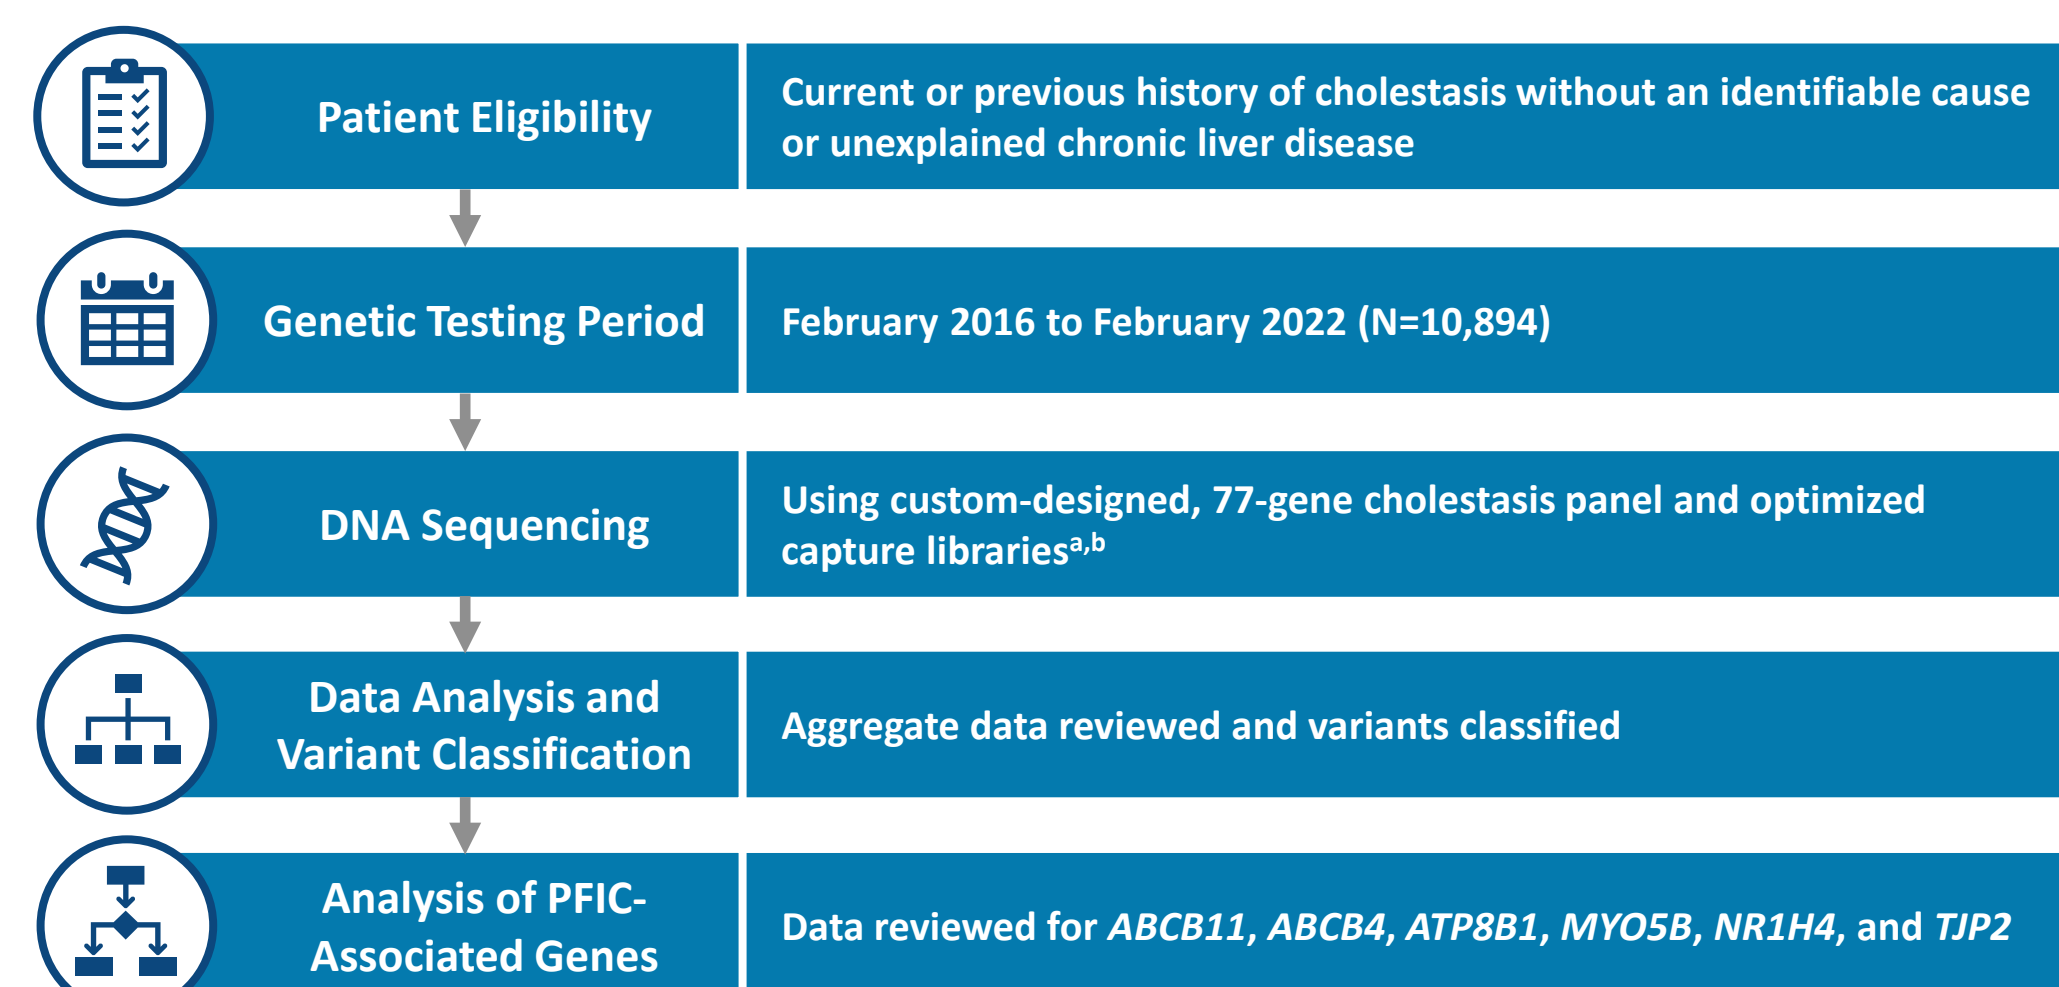 Patient Eligibility
Current or previous history of cholestasis without an identifiable cause
or unexplained chronic liver disease
Genetic Testing Period
February 2016 to February 2022 (N=10,894)
DNA Sequencing
Using custom-designed, 77-gene cholestasis panel and optimized
capture libraries^a,b
Data Analysis and
Variant Classification
Aggregate data reviewed and variants classified
Analysis of PFIC-
Associated Genes
Data reviewed for ABCB11, ABCB4, ATP8B1, MYO5B, NR1H4, and TJP2